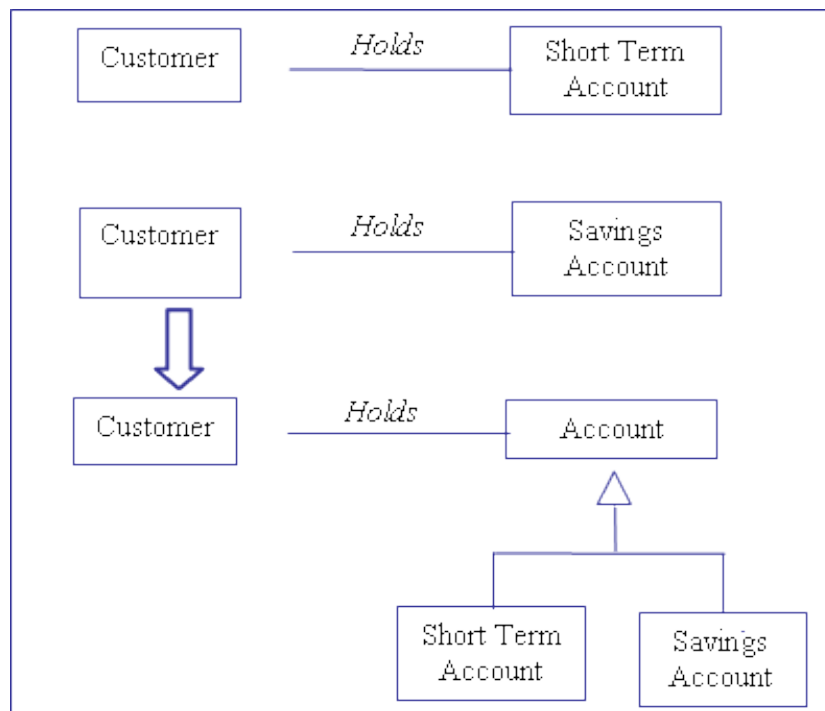 Customer
Holds
Short Term
Account
Customer
Holds
Savings
Account
Customer
Holds
Account
Short Term
Account
Savings
Account